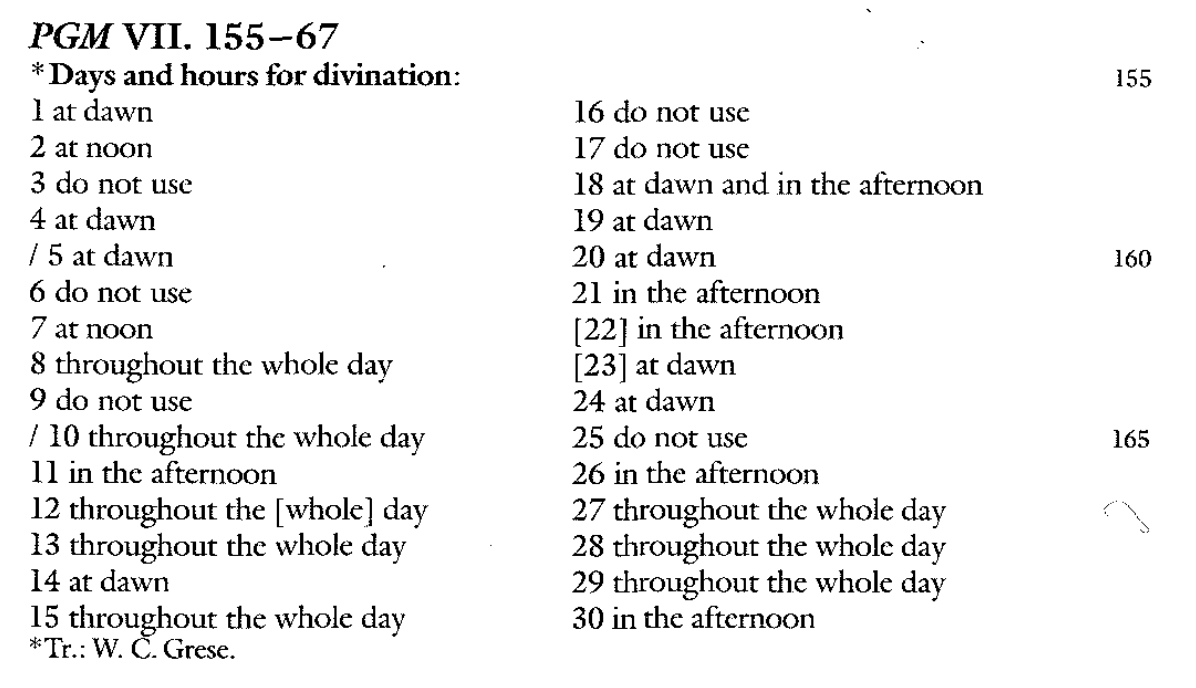 PGM VII. 155–67
*Days and hours for divination: 155
1 at dawn
2 at noon
3 do not use
4 at dawn
/ 5 at dawn
6 do not use
7 at noon
8 throughout the whole day
9 do not use
/ 10 throughout the whole day
11 in the afternoon
12 throughout the [whole] day
13 throughout the whole day
14 at dawn
15 throughout the whole day
*Tr.: W. C. Grese.
16 do not use
17 do not use
18 at dawn and in the afternoon
19 at dawn
20 at dawn 160
21 in the afternoon
[22] in the afternoon
[23] at dawn
24 at dawn
25 do not use 165
26 in the afternoon
27 throughout the whole day
28 throughout the whole day
29 throughout the whole day
30 in the afternoon